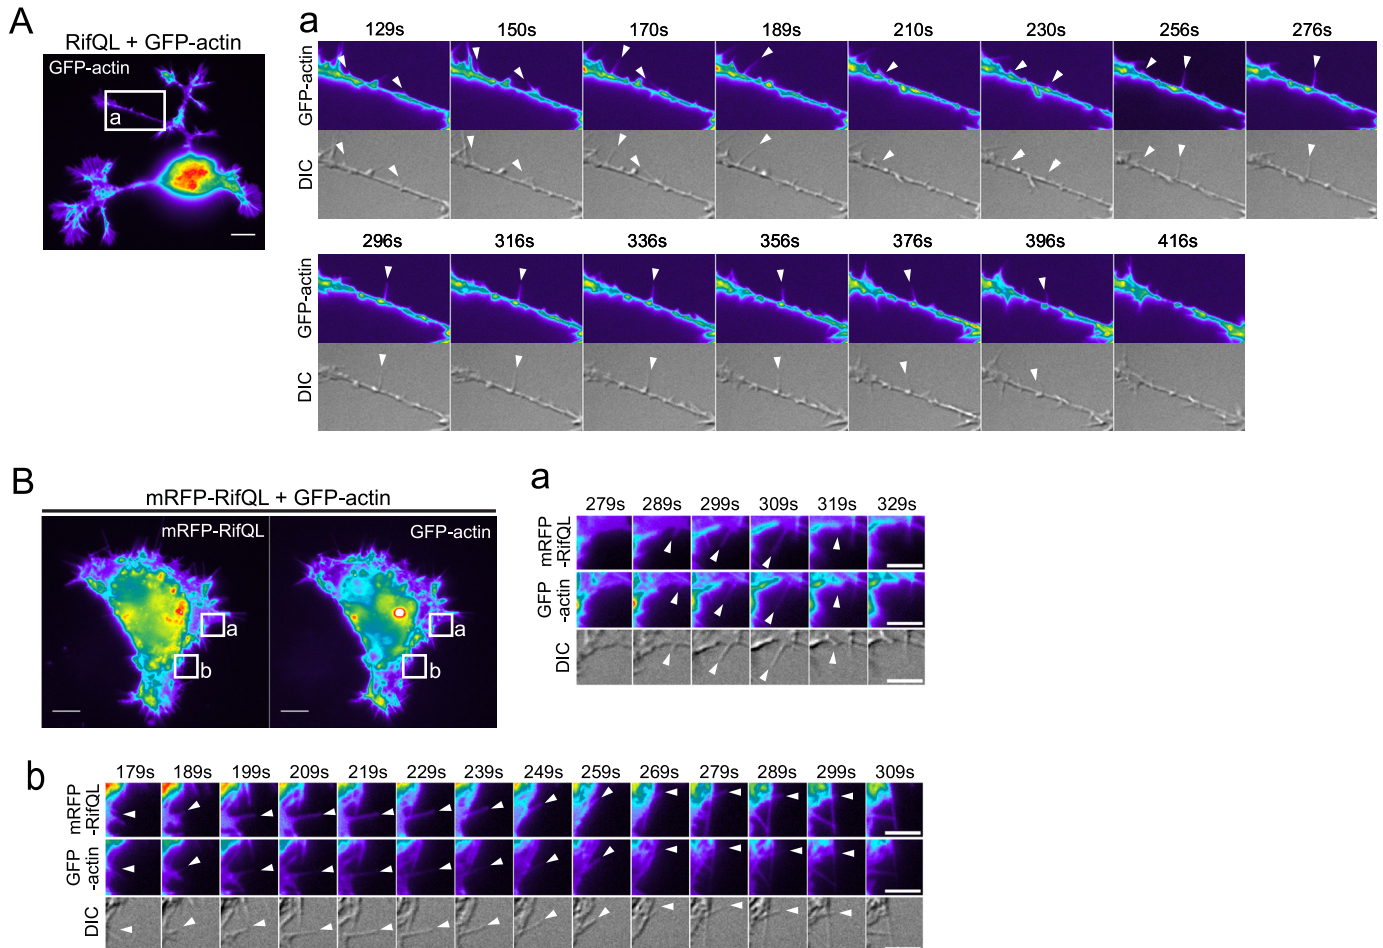 A
RifQL + GFP-actin
GFP-actin
a
a
129s 150s 170s 189s 210s 230s 256s 276s
GFP-actin
DIC
296s 316s 336s 356s 376s 396s 416s
GFP-actin
DIC
B
mRFP-RifQL + GFP-actin
mRFP-RifQL
GFP-actin
a
b
a
b
a
279s 289s 299s 309s 319s 329s
mRFP
-RifQL
GFP
-actin
DIC
b
179s 189s 199s 209s 219s 229s 239s 249s 259s 269s 279s 289s 299s 309s
mRFP
-RifQL
GFP
-actin
DIC